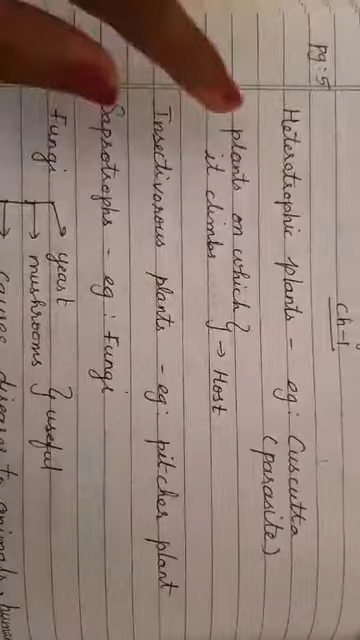 pg:5
Ch-1
Heterotrophic plants - eg: Cuscutta
(parasite)
plants on which } → Host
it climbs
Insectivarous plants - eg: pitcher plant
Saprotrophs - eg: Fungi
Fungi → yeast } useful
→ mushrooms
→ causes diseases to animals,